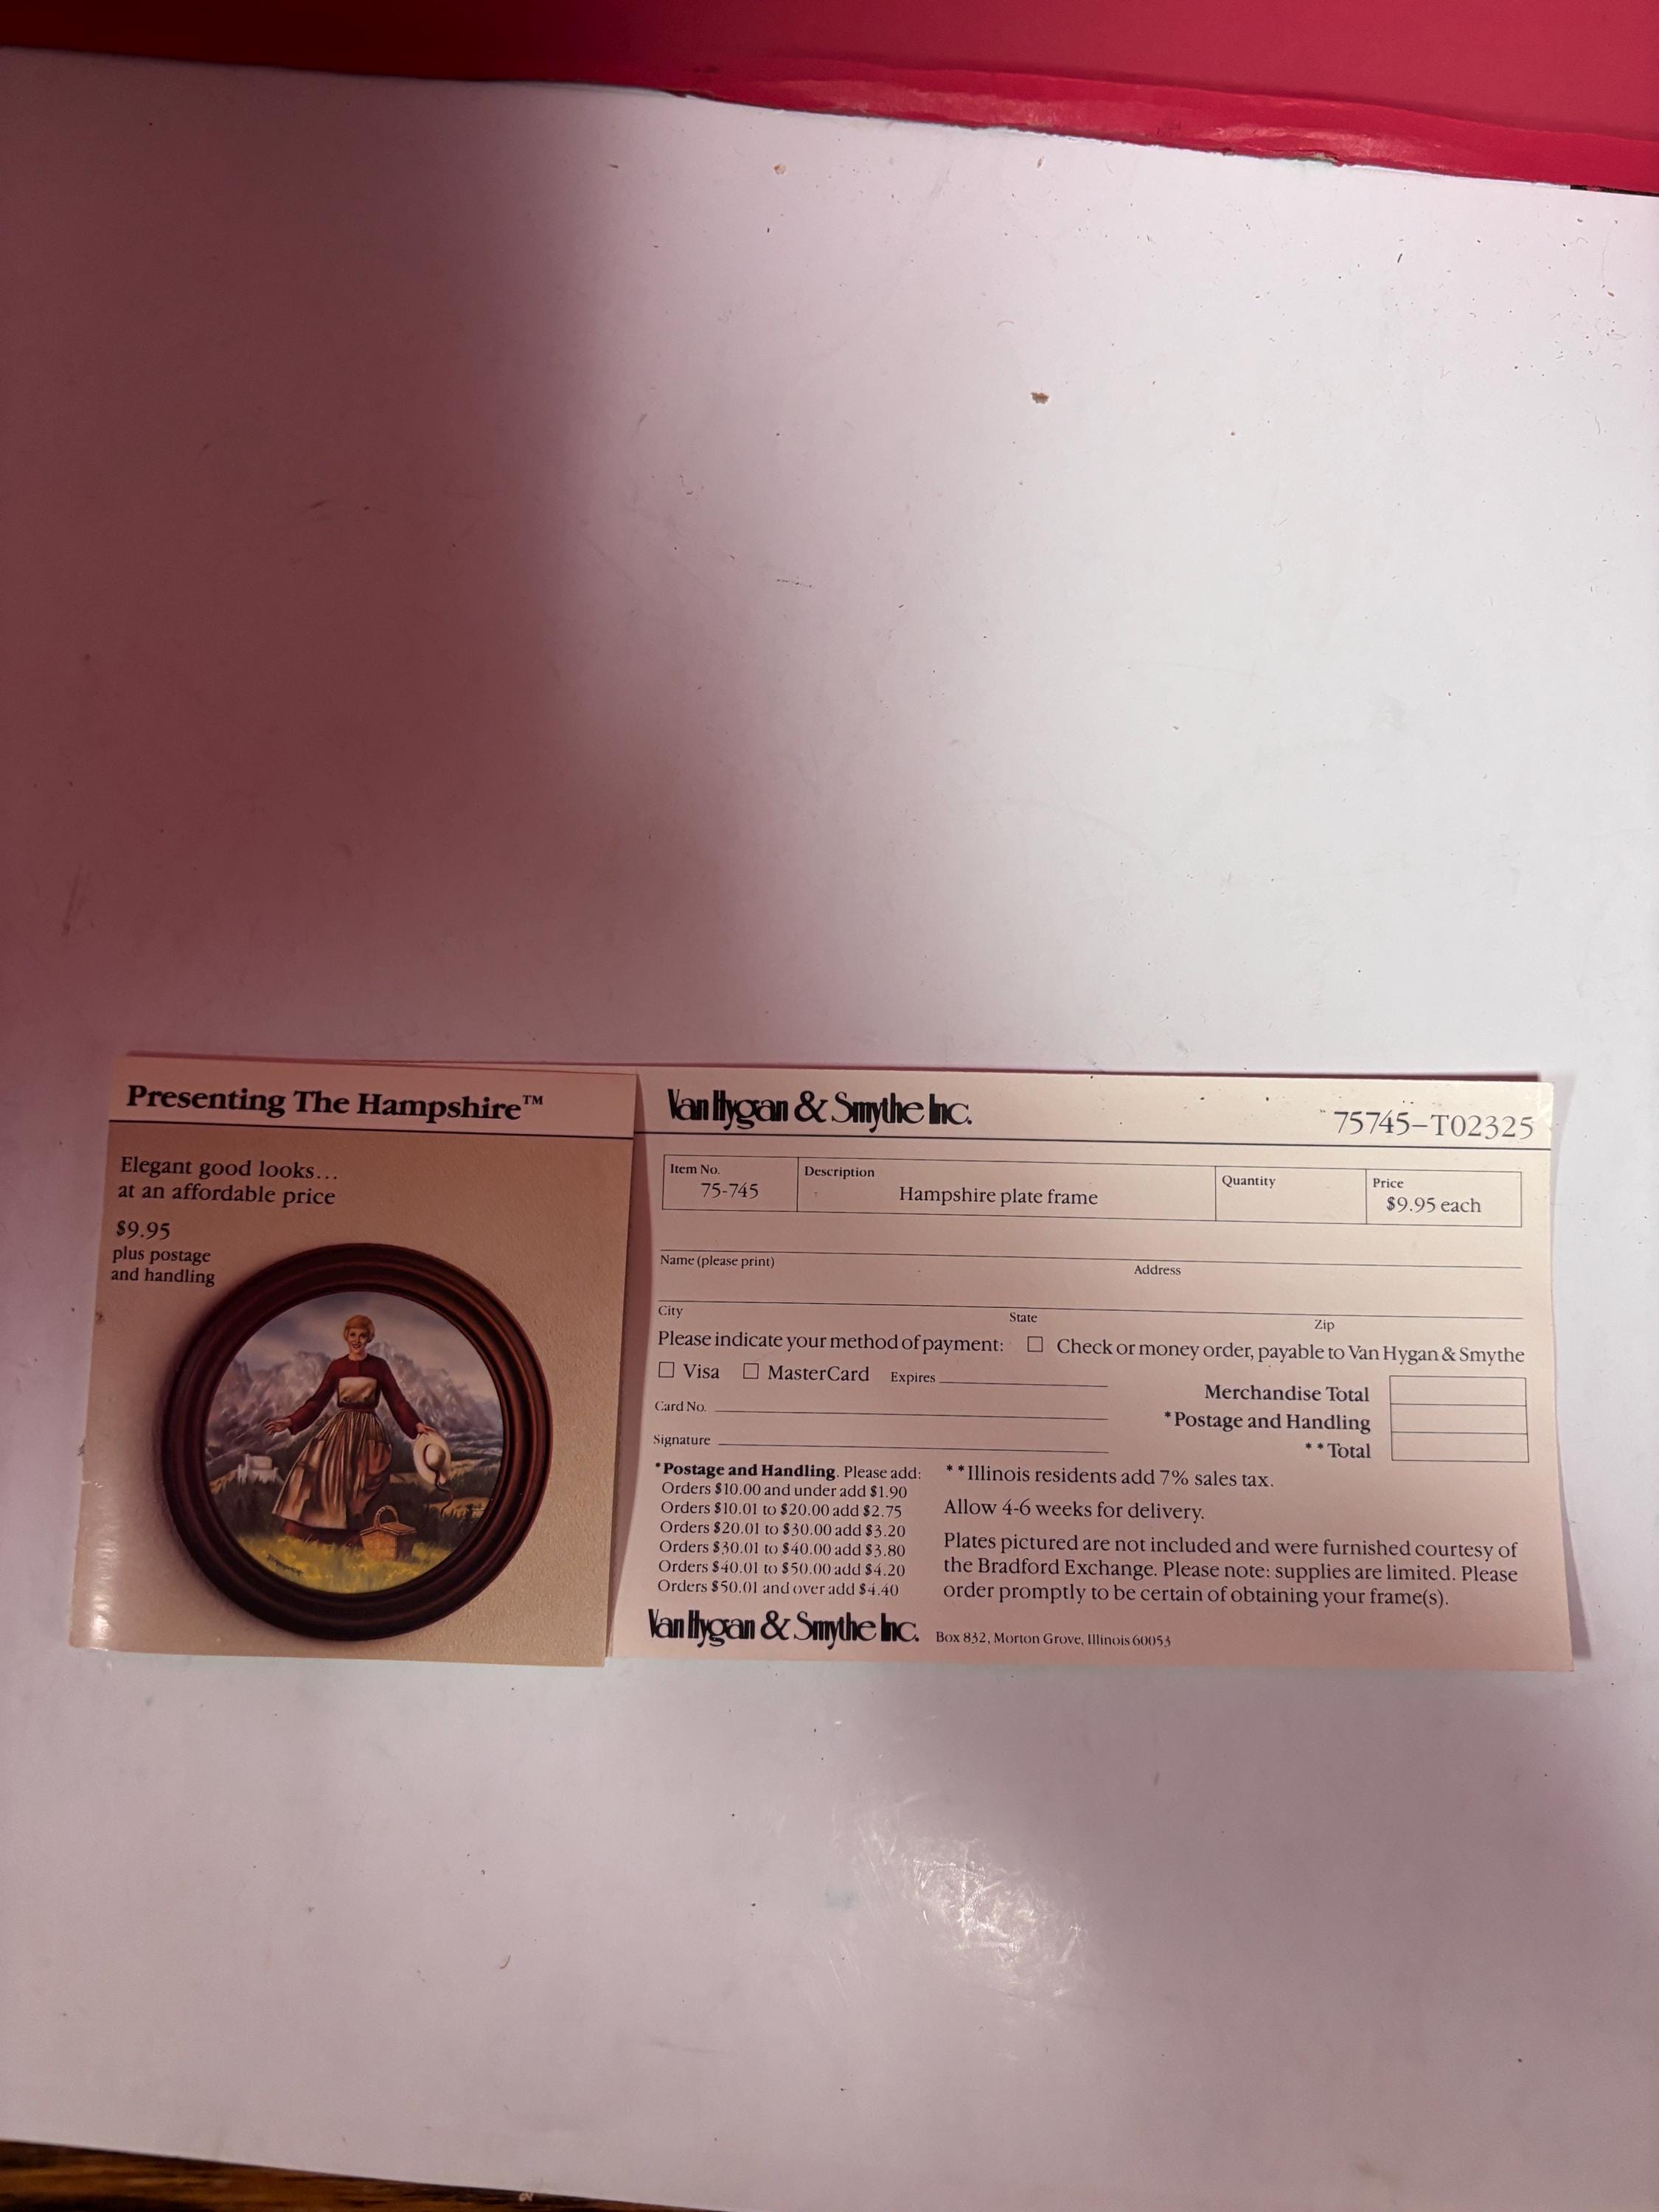 Presenting The Hampshire™
Elegant good looks...
at an affordable price
$9.95
plus postage
and handling
Van Hygan & Smythe Inc.
75745–T02325
Item No.
75-745
Description
Hampshire plate frame
Quantity
Price
$9.95 each
Name (please print)
Address
City
State
Zip
Please indicate your method of payment: ☐ Check or money order, payable to Van Hygan & Smythe
☐ Visa ☐ MasterCard Expires
Card No.
Signature
Merchandise Total
*Postage and Handling
**Total
*Postage and Handling. Please add:
Orders $10.00 and under add $1.90
Orders $10.01 to $20.00 add $2.75
Orders $20.01 to $30.00 add $3.20
Orders $30.01 to $40.00 add $3.80
Orders $40.01 to $50.00 add $4.20
Orders $50.01 and over add $4.40
**Illinois residents add 7% sales tax.
Allow 4-6 weeks for delivery.
Plates pictured are not included and were furnished courtesy of
the Bradford Exchange. Please note: supplies are limited. Please
order promptly to be certain of obtaining your frame(s).
Van Hygan & Smythe Inc. Box 832, Morton Grove, Illinois 60053